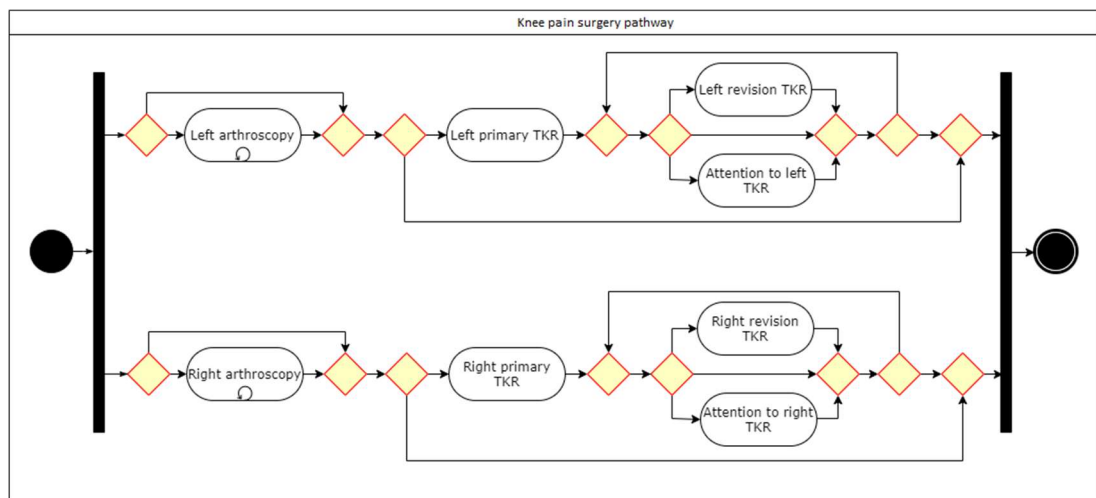 Knee pain surgery pathway
Left revision TKR
Left arthroscopy
Left primary TKR
Attention to left
TKR
Right revision
TKR
Right arthroscopy
Right primary
TKR
Attention to right
TKR